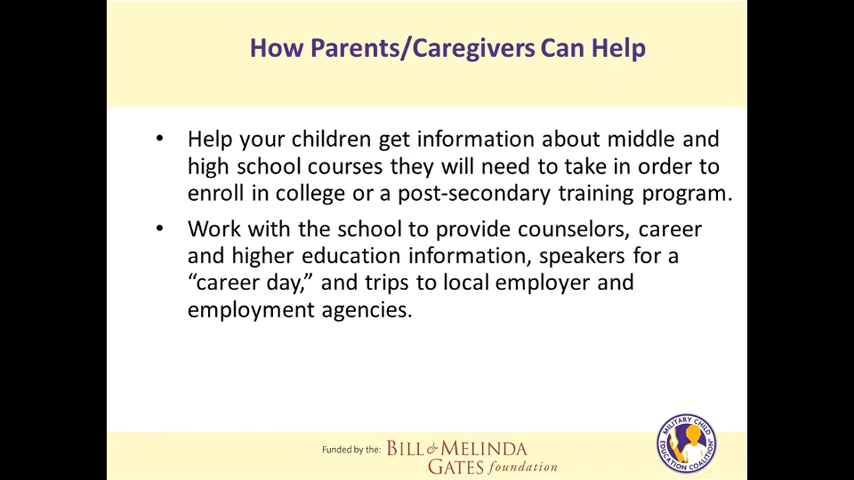 How Parents/Caregivers Can Help
• Help your children get information about middle and
high school courses they will need to take in order to
enroll in college or a post-secondary training program.
• Work with the school to provide counselors, career
and higher education information, speakers for a
“career day,” and trips to local employer and
employment agencies.
Funded by the: BILL & MELINDA
GATES foundation
MILITARY CHILD
EDUCATION COALITION